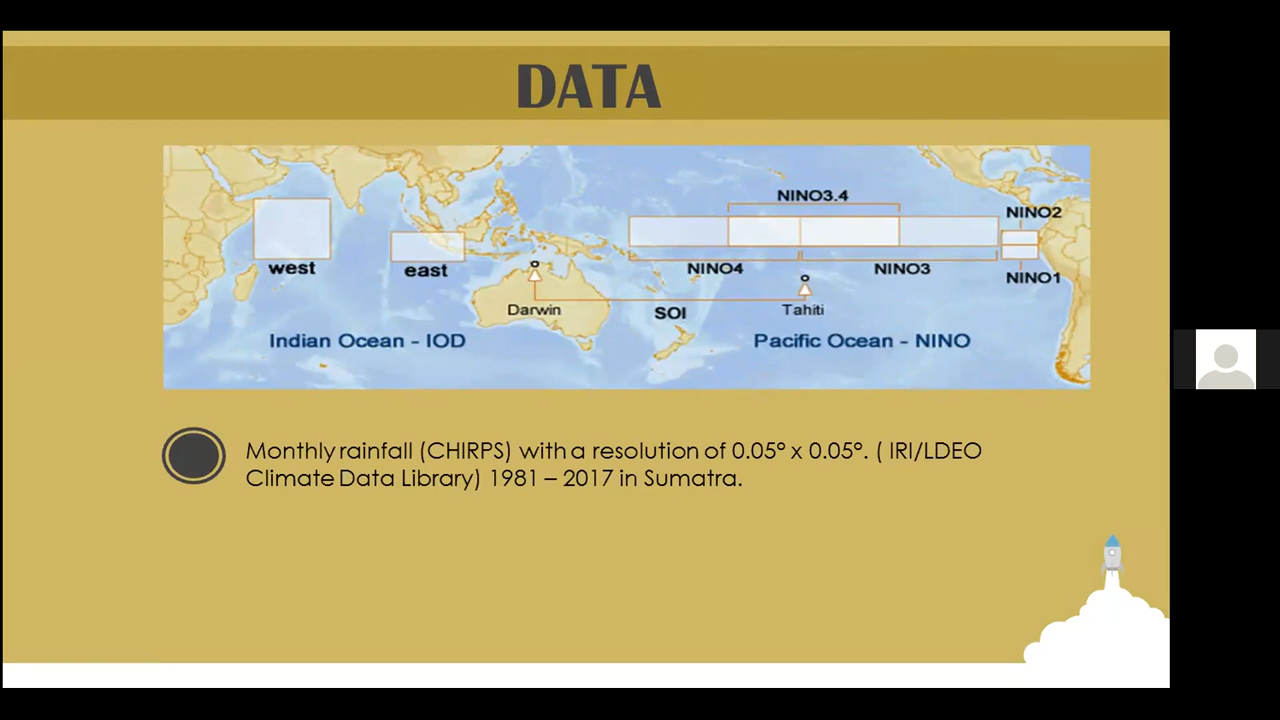 DATA
NINO3.4
NINO2
west
east
NINO4
NINO3
NINO1
Darwin
SOI
Tahiti
Indian Ocean - IOD
Pacific Ocean - NINO
Monthly rainfall (CHIRPS) with a resolution of 0.05° x 0.05°. ( IRI/LDEO
Climate Data Library) 1981 – 2017 in Sumatra.